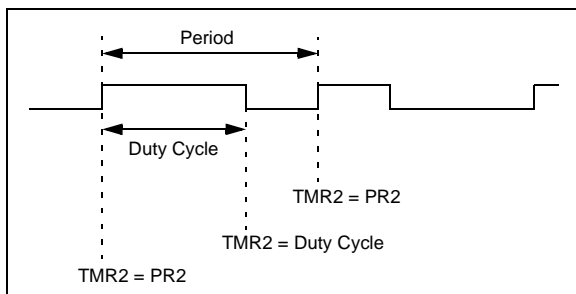 Period
Duty Cycle
TMR2 = PR2
TMR2 = Duty Cycle
TMR2 = PR2